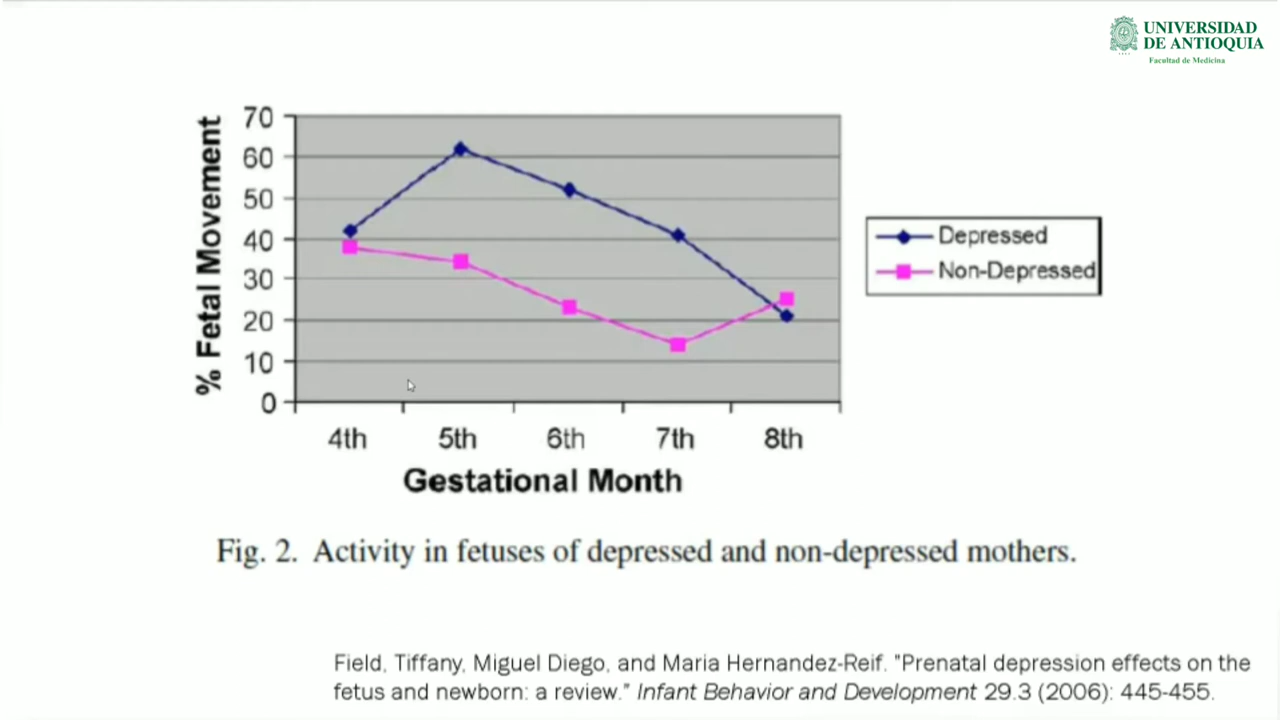 UNIVERSIDAD
DE ANTIOQUIA
Facultad de Medicina
70
60
50
40
30
20
10
0
% Fetal Movement
4th 5th 6th 7th 8th
Gestational Month
Depressed
Non-Depressed
Fig. 2. Activity in fetuses of depressed and non-depressed mothers.
Field, Tiffany, Miguel Diego, and Maria Hernandez-Reif. "Prenatal depression effects on the
fetus and newborn: a review." Infant Behavior and Development 29.3 (2006): 445-455.